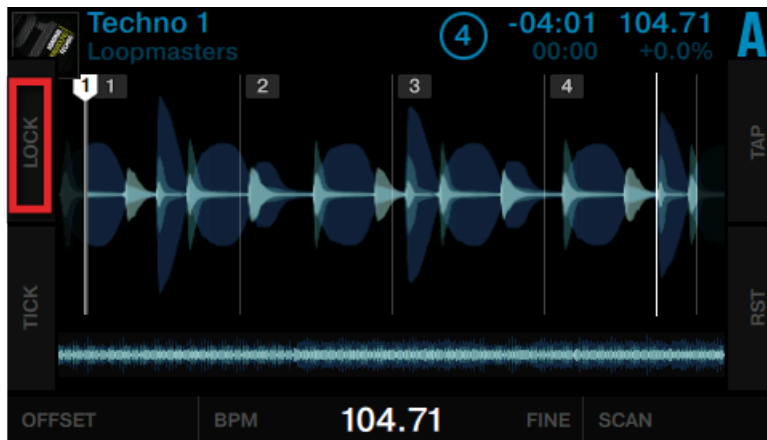 Techno 1
Loopmasters
4
-04:01 104.71
00:00 +0.0%
A
1 1 2 3 4
LOCK
TAP
TICK
RST
OFFSET BPM 104.71 FINE SCAN